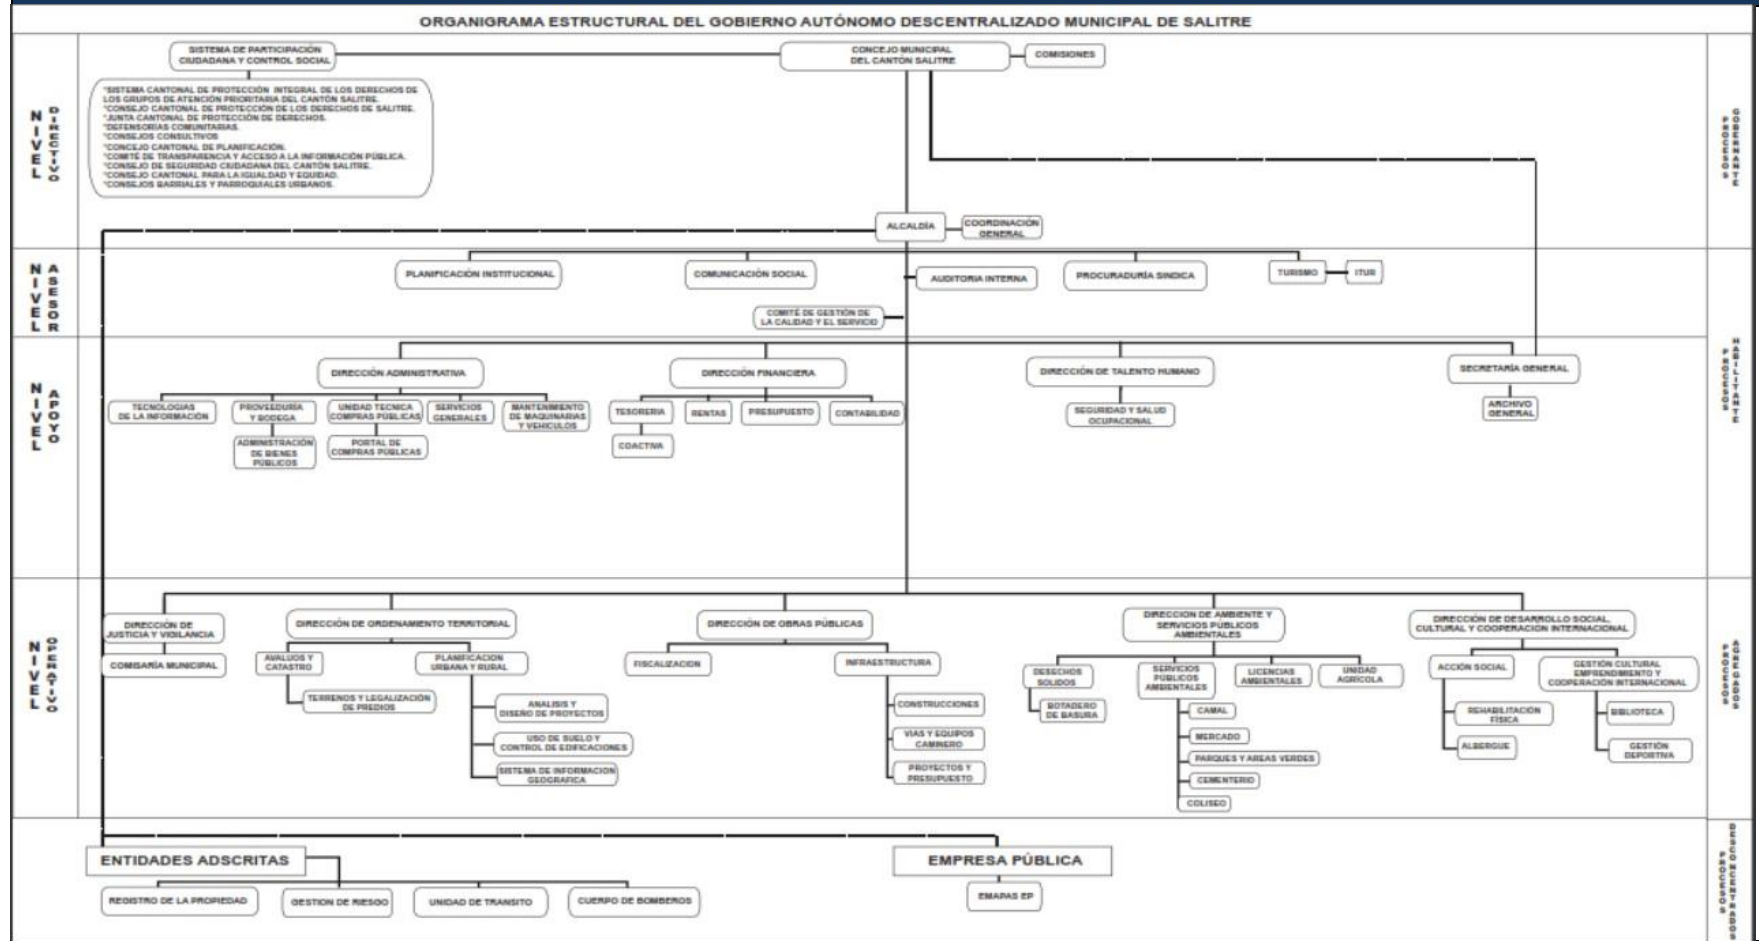 ORGANIGRAMA ESTRUCTURAL DEL GOBIERNO AUTÓNOMO DESCENTRALIZADO MUNICIPAL DE SALITRE
NIVEL
DIRECTIVO
SISTEMA DE PARTICIPACIÓN
CIUDADANA Y CONTROL SOCIAL
CONCEJO MUNICIPAL
DEL CANTÓN SALITRE
COMISIONES
*SISTEMA CANTONAL DE PROTECCIÓN INTEGRAL DE LOS DERECHOS DE
LOS GRUPOS DE ATENCIÓN PRIORITARIA DEL CANTÓN SALITRE.
*CONSEJO CANTONAL DE PROTECCIÓN DE LOS DERECHOS DE SALITRE.
*JUNTA CANTONAL DE PROTECCIÓN DE DERECHOS.
*DEFENSORIAS COMUNITARIAS.
*CONSEJOS CONSULTIVOS
*CONCEJO CANTONAL DE PLANIFICACIÓN.
*COMITÉ DE TRANSPARENCIA Y ACCESO A LA INFORMACIÓN PÚBLICA.
*CONSEJO DE SEGURIDAD CIUDADANA DEL CANTÓN SALITRE.
*CONCEJO CANTONAL PARA LA IGUALDAD Y EQUIDAD.
*CONSEJOS BARRIALES Y PARROQUIALES URBANOS.
ALCALDÍA
COORDINACIÓN
GENERAL
PROCESOS
GOBERNANTE
NIVEL
ASESOR
PLANIFICACIÓN INSTITUCIONAL
COMUNICACIÓN SOCIAL
AUDITORIA INTERNA
PROCURADURÍA SINDICA
TURISMO
ITUR
COMITÉ DE GESTIÓN DE
LA CALIDAD Y EL SERVICIO
NIVEL
APOYO
DIRECCIÓN ADMINISTRATIVA
DIRECCIÓN FINANCIERA
DIRECCIÓN DE TALENTO HUMANO
SECRETARÍA GENERAL
TECNOLOGIAS
DE LA INFORMACIÓN
PROVEEDURÍA
Y BODEGA
UNIDAD TECNICA
COMPRAS PÚBLICAS
SERVICIOS
GENERALES
MANTENIMIENTO
DE MAQUINARIAS
Y VEHICULOS
TESORERIA
RENTAS
PRESUPUESTO
CONTABILIDAD
SEGURIDAD Y SALUD
OCUPACIONAL
ARCHIVO
GENERAL
ADMINISTRACIÓN
DE BIENES
PÚBLICOS
PORTAL DE
COMPRAS PÚBLICAS
COACTIVA
PROCESOS
HABILITANTE
NIVEL
OPERATIVO
DIRECCIÓN DE
JUSTICIA Y VIGILANCIA
DIRECCIÓN DE ORDENAMIENTO TERRITORIAL
DIRECCIÓN DE OBRAS PÚBLICAS
DIRECCION DE AMBIENTE Y
SERVICIOS PÚBLICOS
AMBIENTALES
DIRECCIÓN DE DESARROLLO SOCIAL,
CULTURAL Y COOPERACION INTERNACIONAL
COMISARÍA MUNICIPAL
AVALUOS Y
CATASTRO
PLANIFICACION
URBANA Y RURAL
FISCALIZACION
INFRAESTRUCTURA
DESECHOS
SOLIDOS
SERVICIOS
PÚBLICOS
AMBIENTALES
LICENCIAS
AMBIENTALES
UNIDAD
AGRÍCOLA
ACCIÓN SOCIAL
GESTIÓN CULTURAL
EMPRENDIMIENTO Y
COOPERACIÓN INTERNACIONAL
TERRENOS Y LEGALIZACIÓN
DE PREDIOS
ANALISIS Y
DISEÑO DE PROYECTOS
USO DE SUELO Y
CONTROL DE EDIFICACIONES
SISTEMA DE INFORMACION
GEOGRAFICA
CONSTRUCCIONES
VIAS Y EQUIPOS
CAMINERO
PROYECTOS Y
PRESUPUESTO
BOTADERO
DE BASURA
CAMAL
MERCADO
PARQUES Y AREAS VERDES
CEMENTERIO
COLISEO
REHABILITACIÓN
FÍSICA
ALBERGUE
BIBLIOTECA
GESTIÓN
DEPORTIVA
PROCESOS
AGREGADOS
ENTIDADES ADSCRITAS
EMPRESA PÚBLICA
REGISTRO DE LA PROPIEDAD
GESTION DE RIESGO
UNIDAD DE TRANSITO
CUERPO DE BOMBEROS
EMAPAS EP
PROCESOS
DESCONCENTRADOS